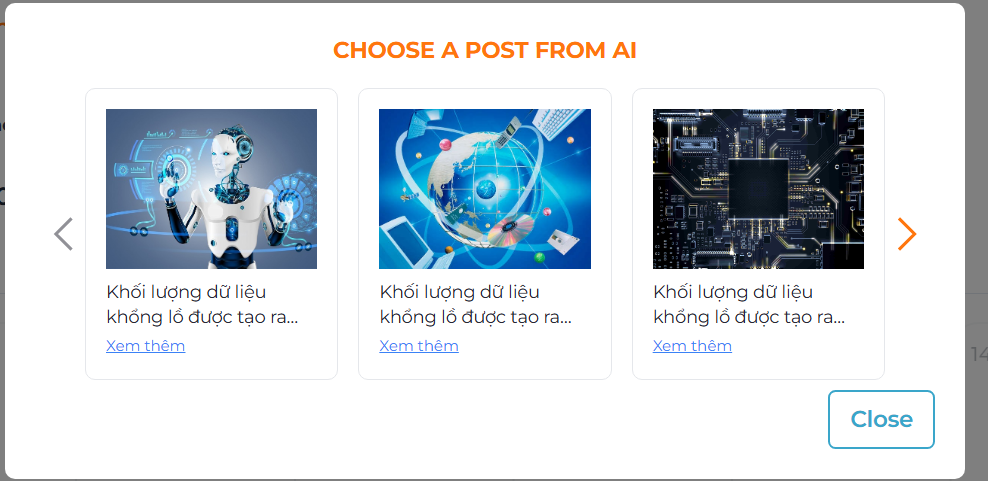 CHOOSE A POST FROM AI
Khối lượng dữ liệu
khổng lồ được tạo ra...
Xem thêm
Khối lượng dữ liệu
khổng lồ được tạo ra...
Xem thêm
Khối lượng dữ liệu
khổng lồ được tạo ra...
Xem thêm
Close
14